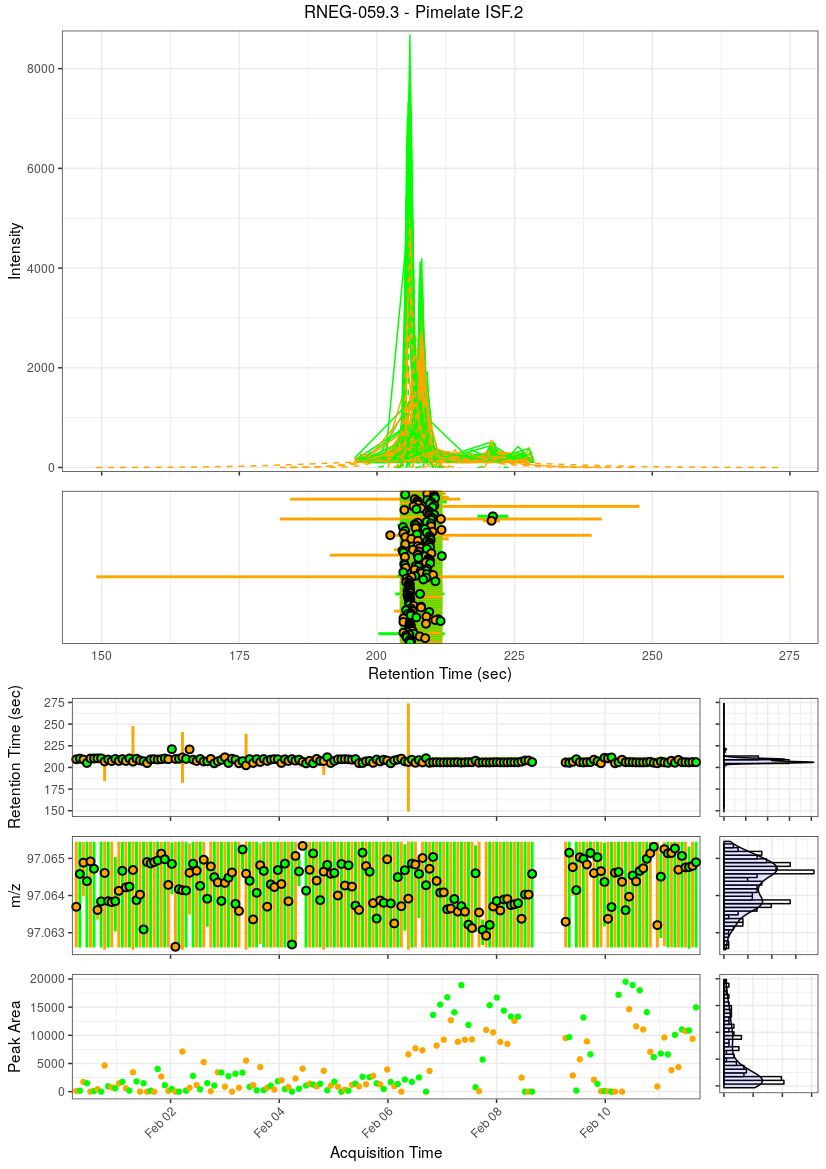 RNEG-059.3 - Pimelate ISF.2
8000
6000
4000
2000
0
Intensity
150
175
200
225
250
275
Retention Time (sec)
275
250
225
200
175
150
Retention Time (sec)
97.065
97.064
97.063
m/z
20000
15000
10000
5000
0
Peak Area
Feb 02
Feb 04
Feb 06
Feb 08
Feb 10
Acquisition Time